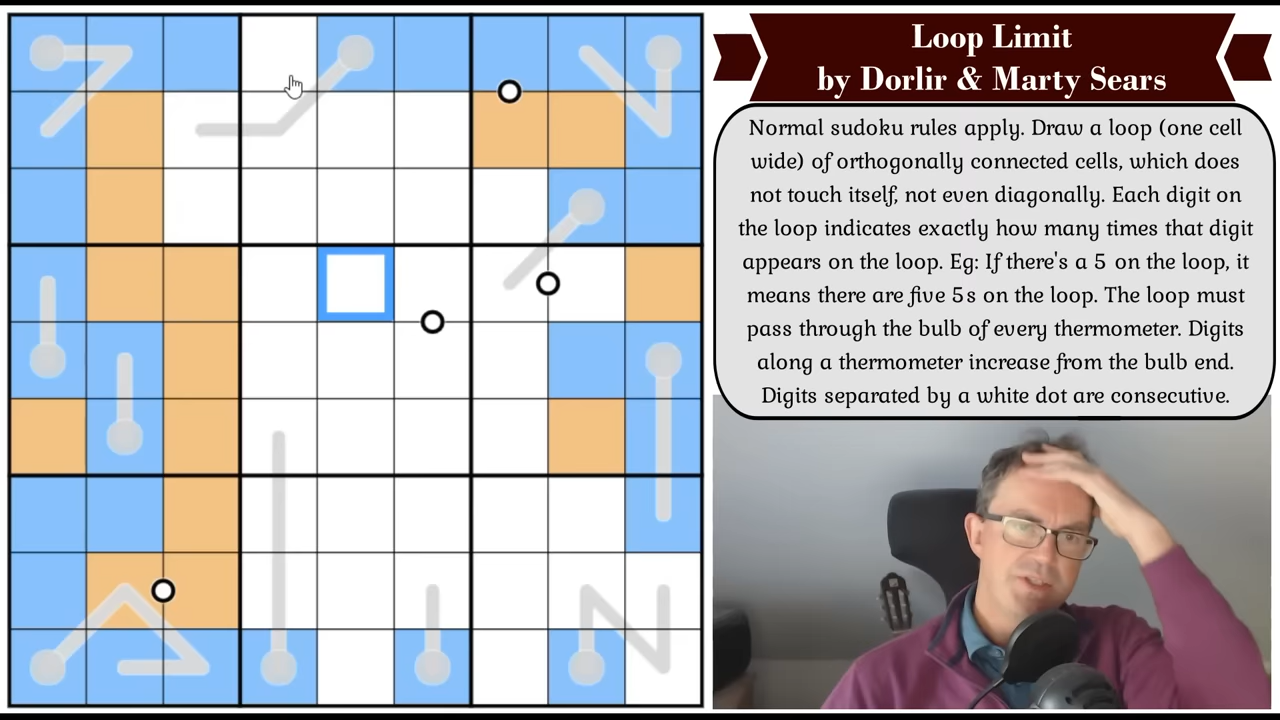 Loop Limit
by Dorlir & Marty Sears
Normal sudoku rules apply. Draw a loop (one cell
wide) of orthogonally connected cells, which does
not touch itself, not even diagonally. Each digit on
the loop indicates exactly how many times that digit
appears on the loop. Eg: If there's a 5 on the loop, it
means there are five 5s on the loop. The loop must
pass through the bulb of every thermometer. Digits
along a thermometer increase from the bulb end.
Digits separated by a white dot are consecutive.